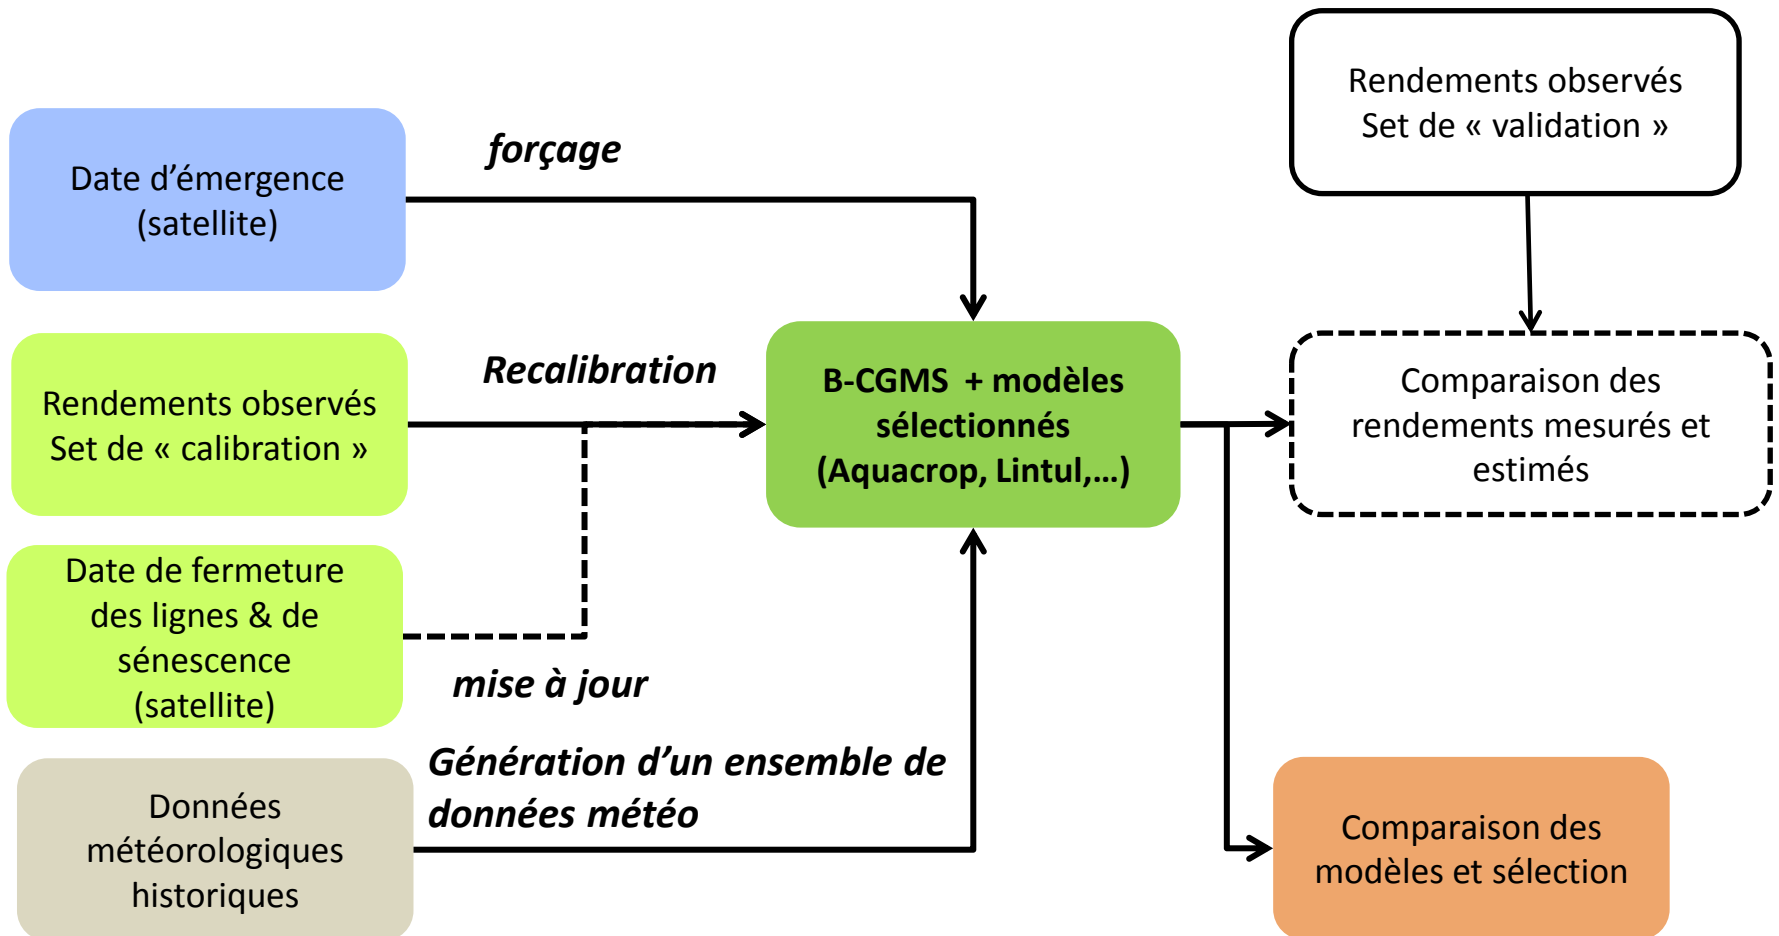 Rendements observés
Set de « validation »
Date d’émergence
(satellite)
forçage
Rendements observés
Set de « calibration »
Recalibration
B-CGMS + modèles
sélectionnés
(Aquacrop, Lintul,...)
Comparaison des
rendements mesurés et
estimés
Date de fermeture
des lignes & de
sénescence
(satellite)
mise à jour
Génération d’un ensemble de
données météo
Données
météorologiques
historiques
Comparaison des
modèles et sélection